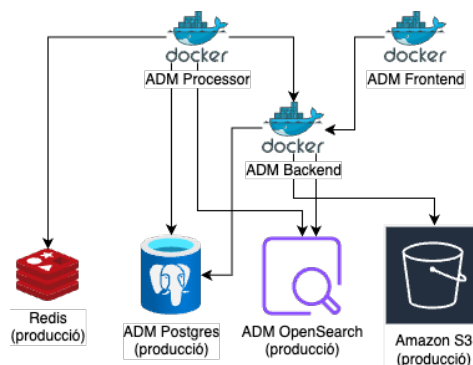 docker
ADM Processor
docker
ADM Frontend
docker
ADM Backend
Redis
(producció)
ADM Postgres
(producció)
ADM OpenSearch
(producció)
Amazon S3
(producció)